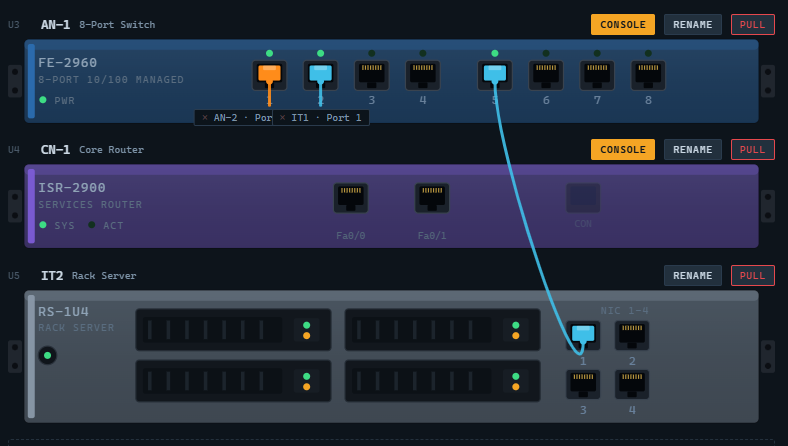 U3 AN-1 8-Port Switch CONSOLE RENAME PULL
FE-2960
8-PORT 10/100 MANAGED
PWR
1 2 3 4 5 6 7 8
× AN-2 · Por × IT1 · Port 1
U4 CN-1 Core Router CONSOLE RENAME PULL
ISR-2900
SERVICES ROUTER
SYS ACT
Fa0/0 Fa0/1 CON
U5 IT2 Rack Server RENAME PULL
RS-1U4
RACK SERVER
NIC 1-4
1 2
3 4